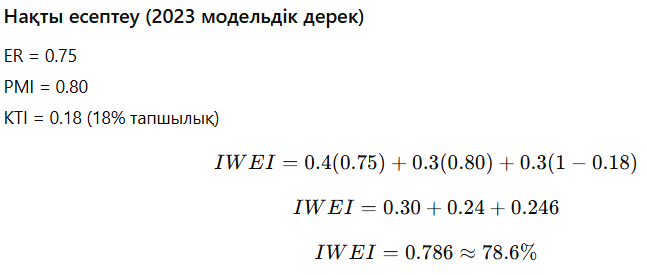 Нақты есептеу (2023 модельдік дерек)
ER = 0.75
PMI = 0.80
KTI = 0.18 (18% тапшылық)
IWEI = 0.4(0.75) + 0.3(0.80) + 0.3(1 − 0.18)
IWEI = 0.30 + 0.24 + 0.246
IWEI = 0.786 ≈ 78.6%